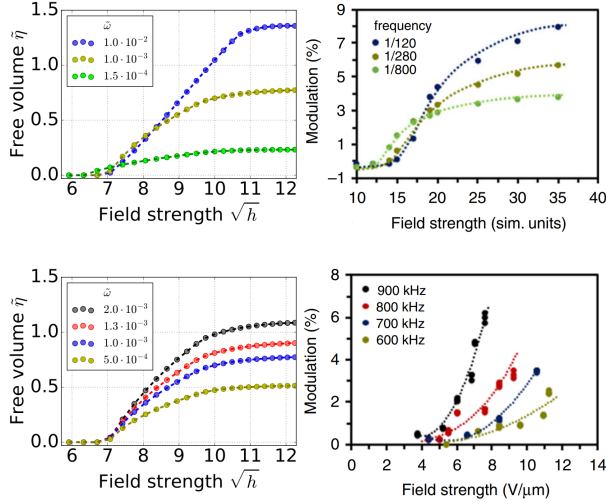 1.5
1.0
0.5
0.0
Free volume η̃
ω̃
1.0 · 10⁻²
1.0 · 10⁻³
1.5 · 10⁻⁴
6 7 8 9 10 11 12
Field strength √h
9
7
5
3
1
−1
Modulation (%)
frequency
1/120
1/280
1/800
10 15 20 25 30 35 40
Field strength (sim. units)
1.5
1.0
0.5
0.0
Free volume η̃
ω̃
2.0 · 10⁻³
1.3 · 10⁻³
1.0 · 10⁻³
5.0 · 10⁻⁴
6 7 8 9 10 11 12
Field strength √h
8
6
4
2
0
Modulation (%)
900 kHz
800 kHz
700 kHz
600 kHz
0 2 4 6 8 10 12 14
Field strength (V/μm)